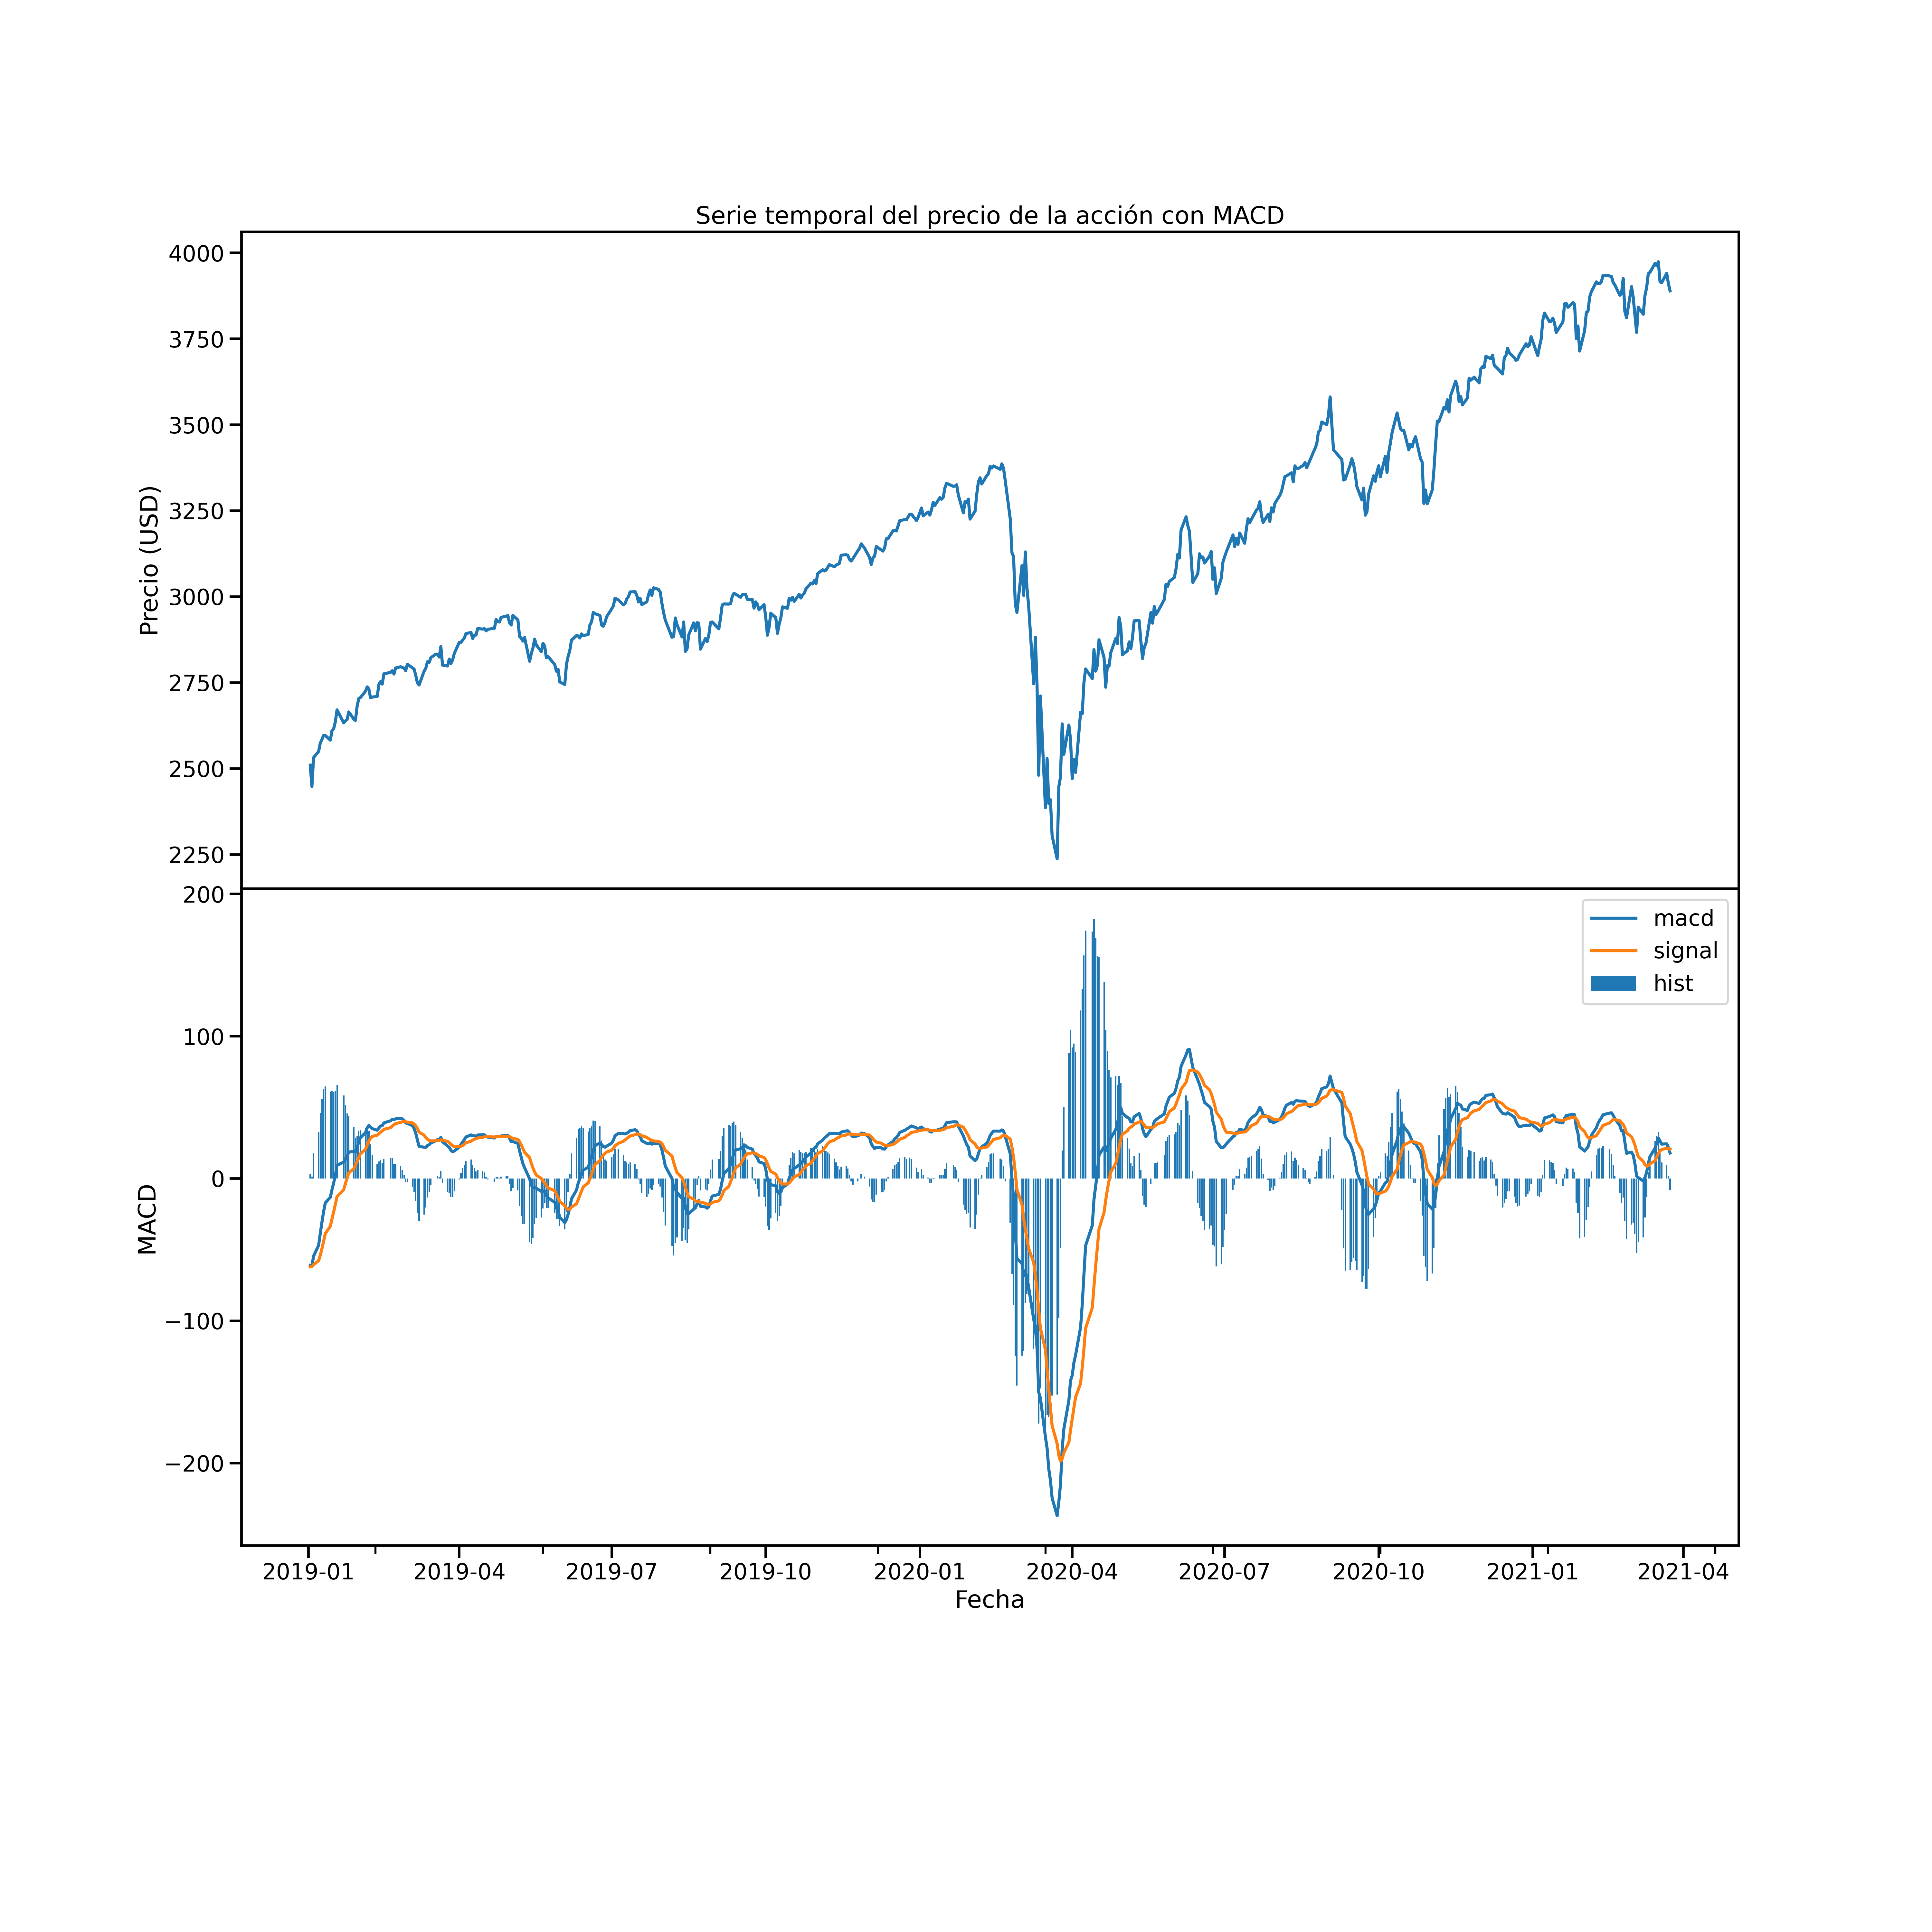 Serie temporal del precio de la acción con MACD
4000
3750
3500
3250
3000
2750
2500
2250
Precio (USD)
200
100
0
−100
−200
MACD
macd
signal
hist
2019-01 2019-04 2019-07 2019-10 2020-01 2020-04 2020-07 2020-10 2021-01 2021-04
Fecha